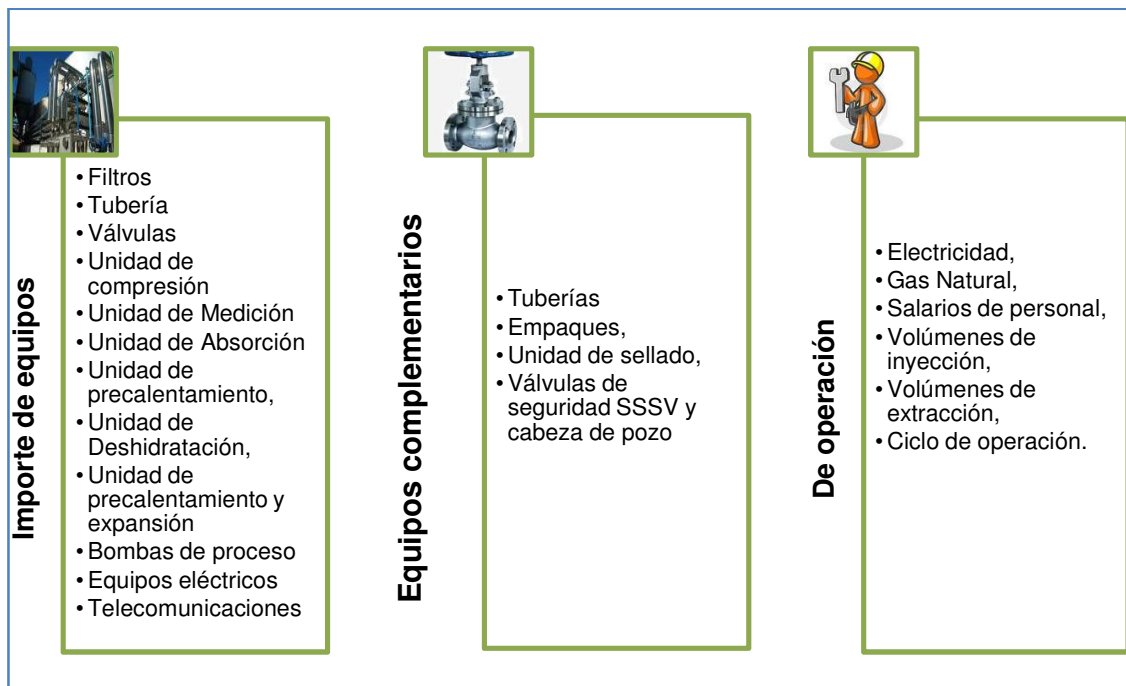 Importe de equipos
• Filtros
• Tubería
• Válvulas
• Unidad de
compresión
• Unidad de Medición
• Unidad de Absorción
• Unidad de
precalentamiento,
• Unidad de
Deshidratación,
• Unidad de
precalentamiento y
expansión
• Bombas de proceso
• Equipos eléctricos
• Telecomunicaciones
Equipos complementarios
• Tuberías
• Empaques,
• Unidad de sellado,
• Válvulas de
seguridad SSSV y
cabeza de pozo
De operación
• Electricidad,
• Gas Natural,
• Salarios de personal,
• Volúmenes de
inyección,
• Volúmenes de
extracción,
• Ciclo de operación.